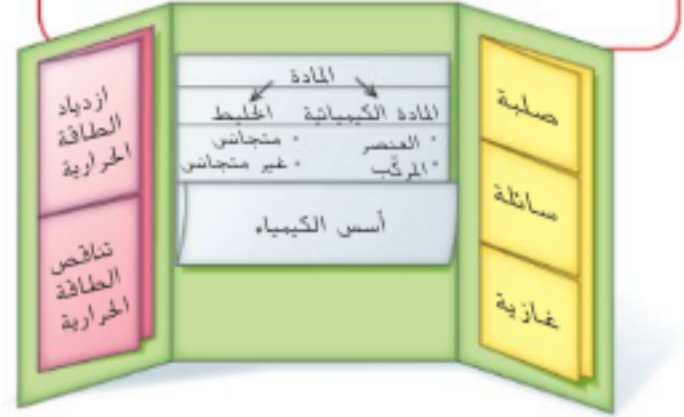 صلبة
سائلة
غازية
المادة
المادة الكيميائية الخليط
• العنصر • متجانس
• المركّب • غير متجانس
أسس الكيمياء
ازدياد
الطاقة
الحرارية
تناقص
الطاقة
الحرارية